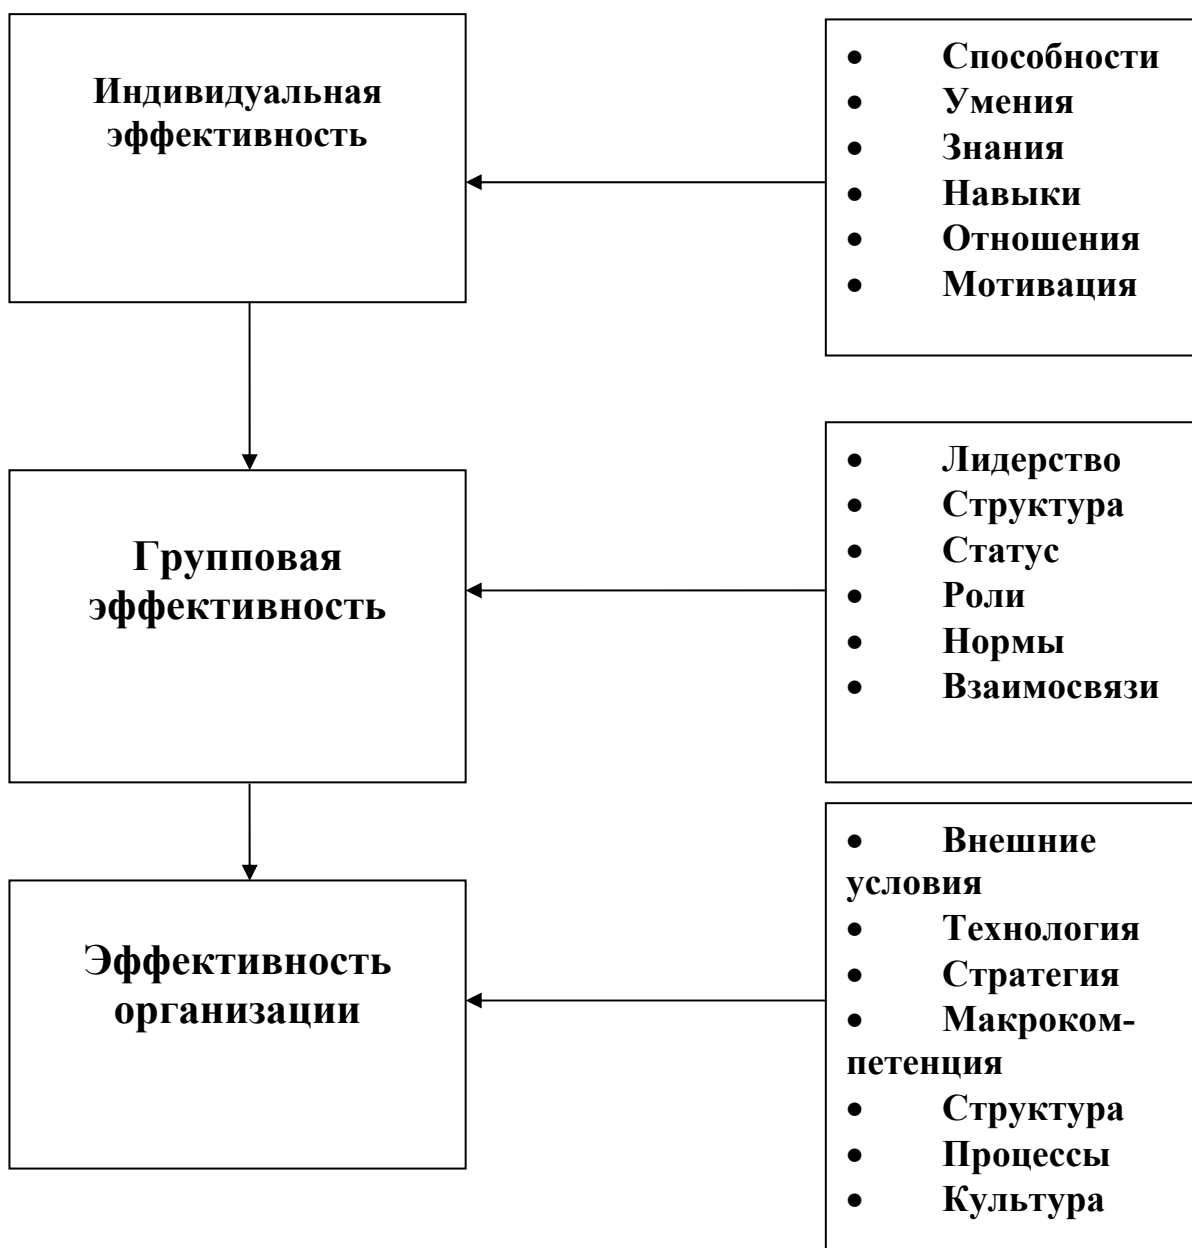 Индивидуальная
эффективность
• Способности
• Умения
• Знания
• Навыки
• Отношения
• Мотивация
Групповая
эффективность
• Лидерство
• Структура
• Статус
• Роли
• Нормы
• Взаимосвязи
Эффективность
организации
• Внешние
условия
• Технология
• Стратегия
• Макроком-
петенция
• Структура
• Процессы
• Культура